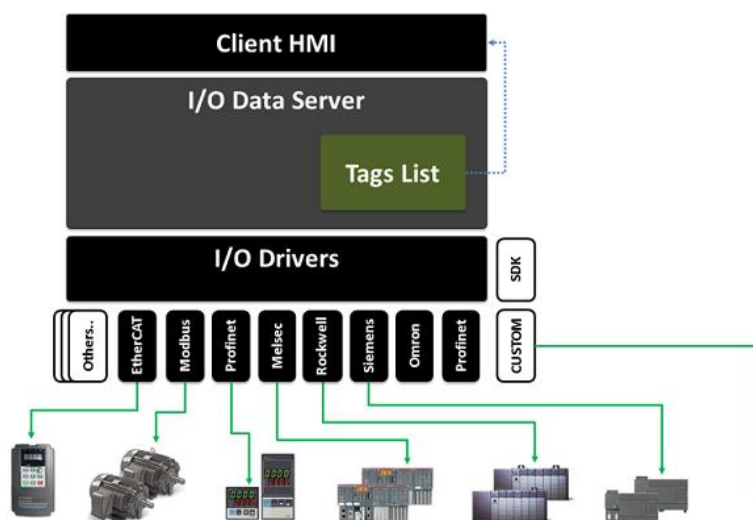 Client HMI
I/O Data Server
Tags List
I/O Drivers
SDK
Others..
EtherCAT
Modbus
Profinet
Melsec
Rockwell
Siemens
Omron
Profinet
CUSTOM